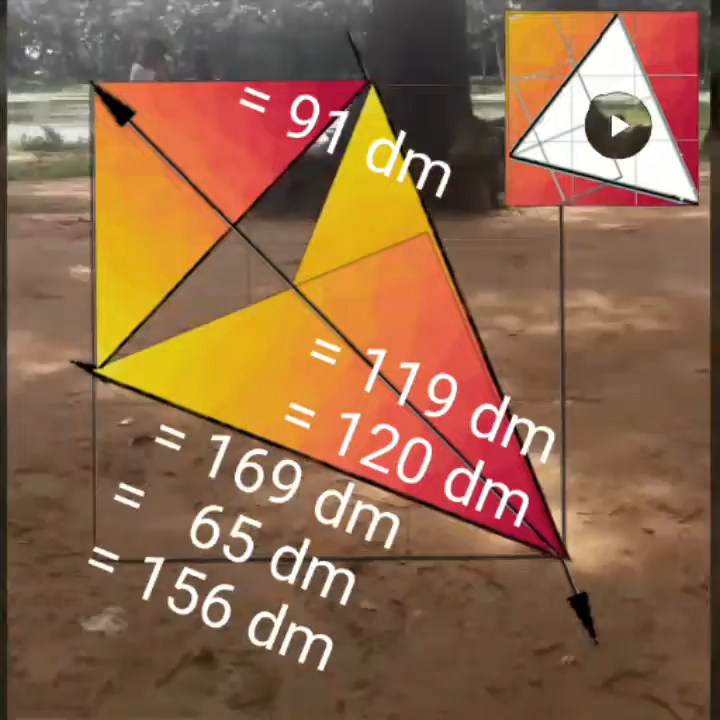 = 91 dm
= 119 dm
= 120 dm
= 169 dm
= 65 dm
= 156 dm